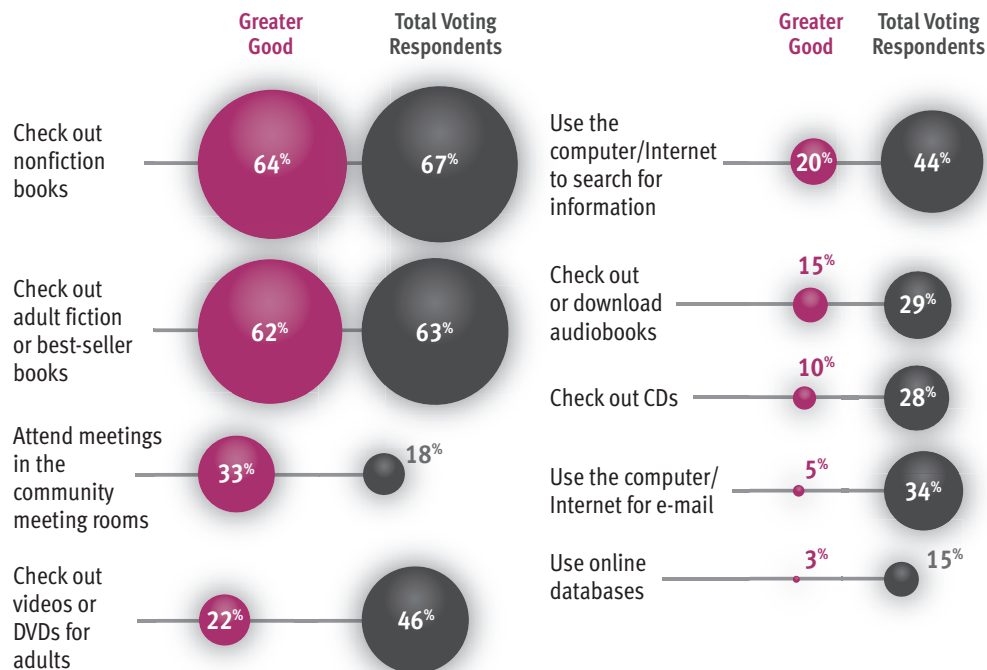 Greater
Good
Total Voting
Respondents
Check out
nonfiction
books
64%
67%
Check out
adult fiction
or best-seller
books
62%
63%
Attend meetings
in the
community
meeting rooms
33%
18%
Check out
videos or
DVDs for
adults
22%
46%
Greater
Good
Total Voting
Respondents
Use the
computer/Internet
to search for
information
20%
44%
Check out
or download
audiobooks
15%
29%
Check out CDs
10%
28%
Use the computer/
Internet for e-mail
5%
34%
Use online
databases
3%
15%